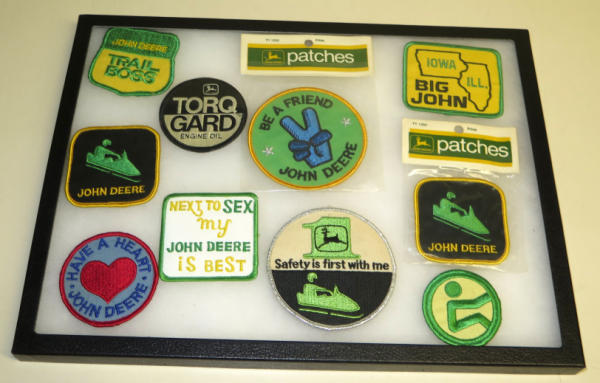 JOHN DEERE
TRAIL
BOSS
TORQ
GARD
ENGINE OIL
patches
BE A FRIEND
JOHN DEERE
IOWA
ILL.
BIG
JOHN
patches
JOHN DEERE
JOHN DEERE
NEXT TO SEX
my
JOHN DEERE
iS BEST
1
Safety is first with me
HAVE A HEART
JOHN DEERE